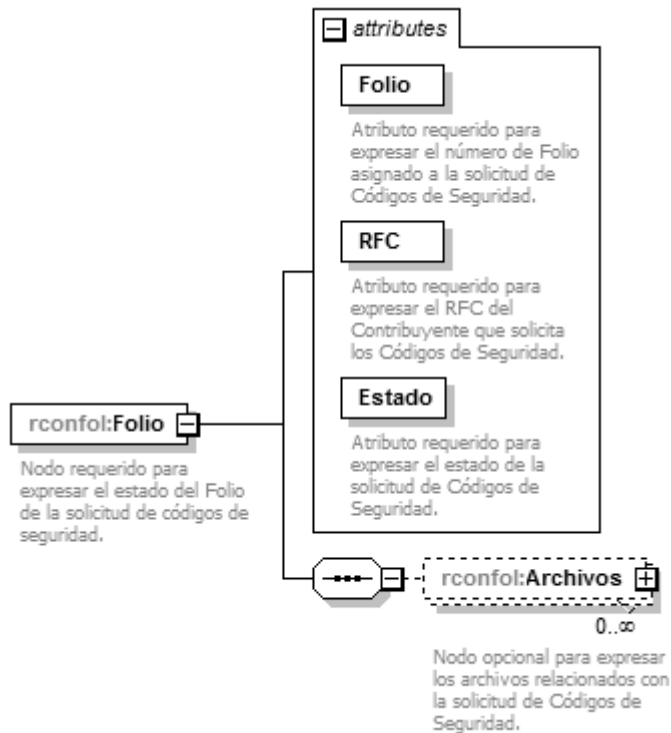 attributes
Folio
Atributo requerido para
expresar el número de Folio
asignado a la solicitud de
Códigos de Seguridad.
RFC
Atributo requerido para
expresar el RFC del
Contribuyente que solicita
los Códigos de Seguridad.
Estado
Atributo requerido para
expresar el estado de la
solicitud de Códigos de
Seguridad.
rconfol:Folio
Nodo requerido para
expresar el estado del Folio
de la solicitud de códigos de
seguridad.
rconfol:Archivos
0..∞
Nodo opcional para expresar
los archivos relacionados con
la solicitud de Códigos de
Seguridad.